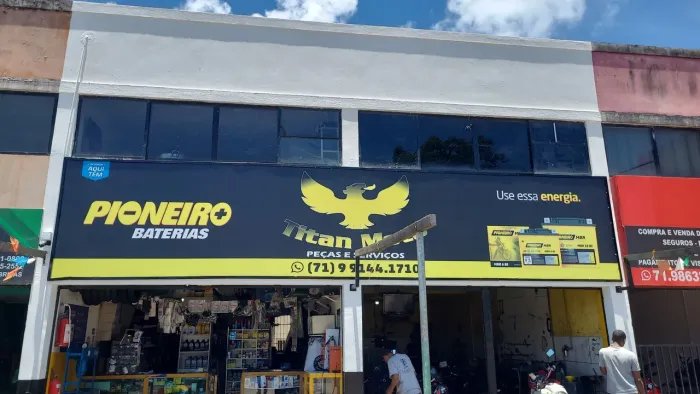 AQUI
TEM
PIONEIRO
BATERIAS
Titan
PEÇAS E SERVIÇOS
(71) 9 9144.1710
Use essa energia.
PIONEIRO
COMPRA E VENDA D
SEGUROS
71.9863